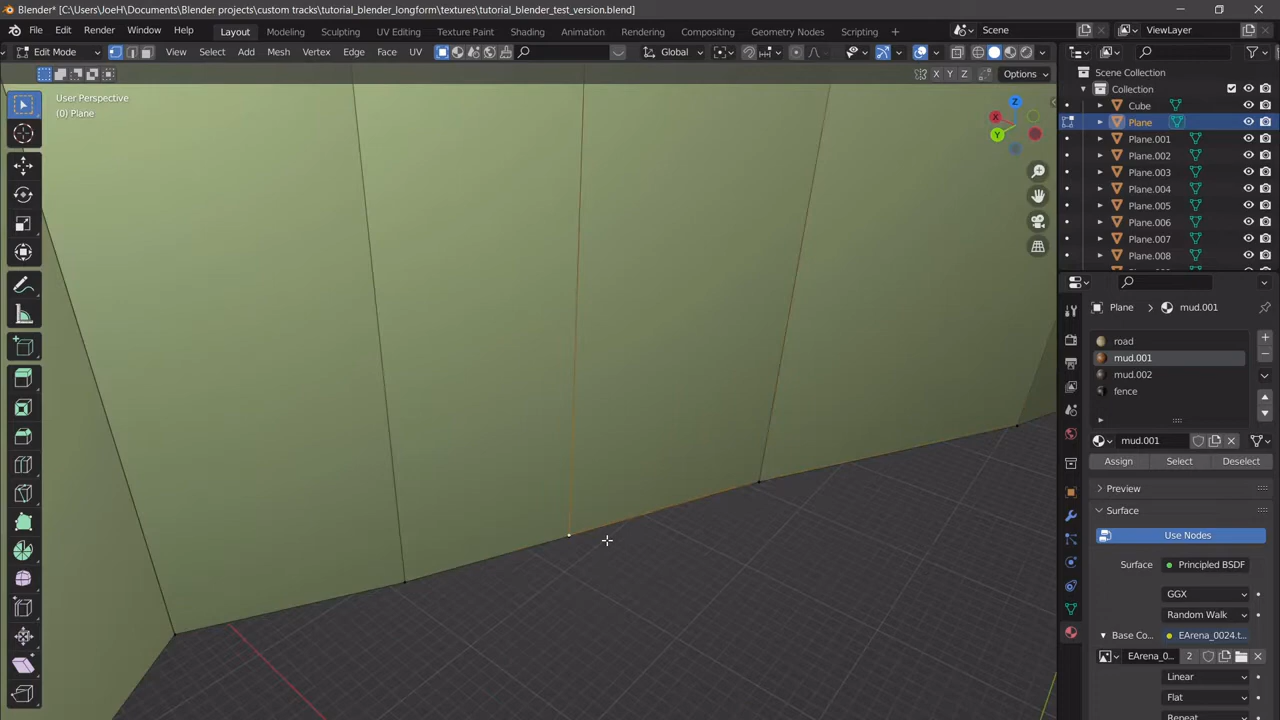 Blender* [C:\Users\JoeH\Documents\Blender projects\custom tracks\tutorial_blender_longform\textures\tutorial_blender_test_version.blend]
File Edit Render Window Help Layout Modeling Sculpting UV Editing Texture Paint Shading Animation Rendering Compositing Geometry Nodes Scripting + Scene ViewLayer
Edit Mode View Select Add Mesh Vertex Edge Face UV Global
X Y Z Options
User Perspective
(0) Plane
Z
X
Y
Scene Collection
Collection
Cube
Plane
Plane.001
Plane.002
Plane.003
Plane.004
Plane.005
Plane.006
Plane.007
Plane.008
Plane > mud.001
road
mud.001
mud.002
fence
mud.001
Assign Select Deselect
Preview
Surface
Use Nodes
Surface Principled BSDF
GGX
Random Walk
Base Co... EArena_0024.t...
EArena_0... 2
Linear
Flat
Repeat